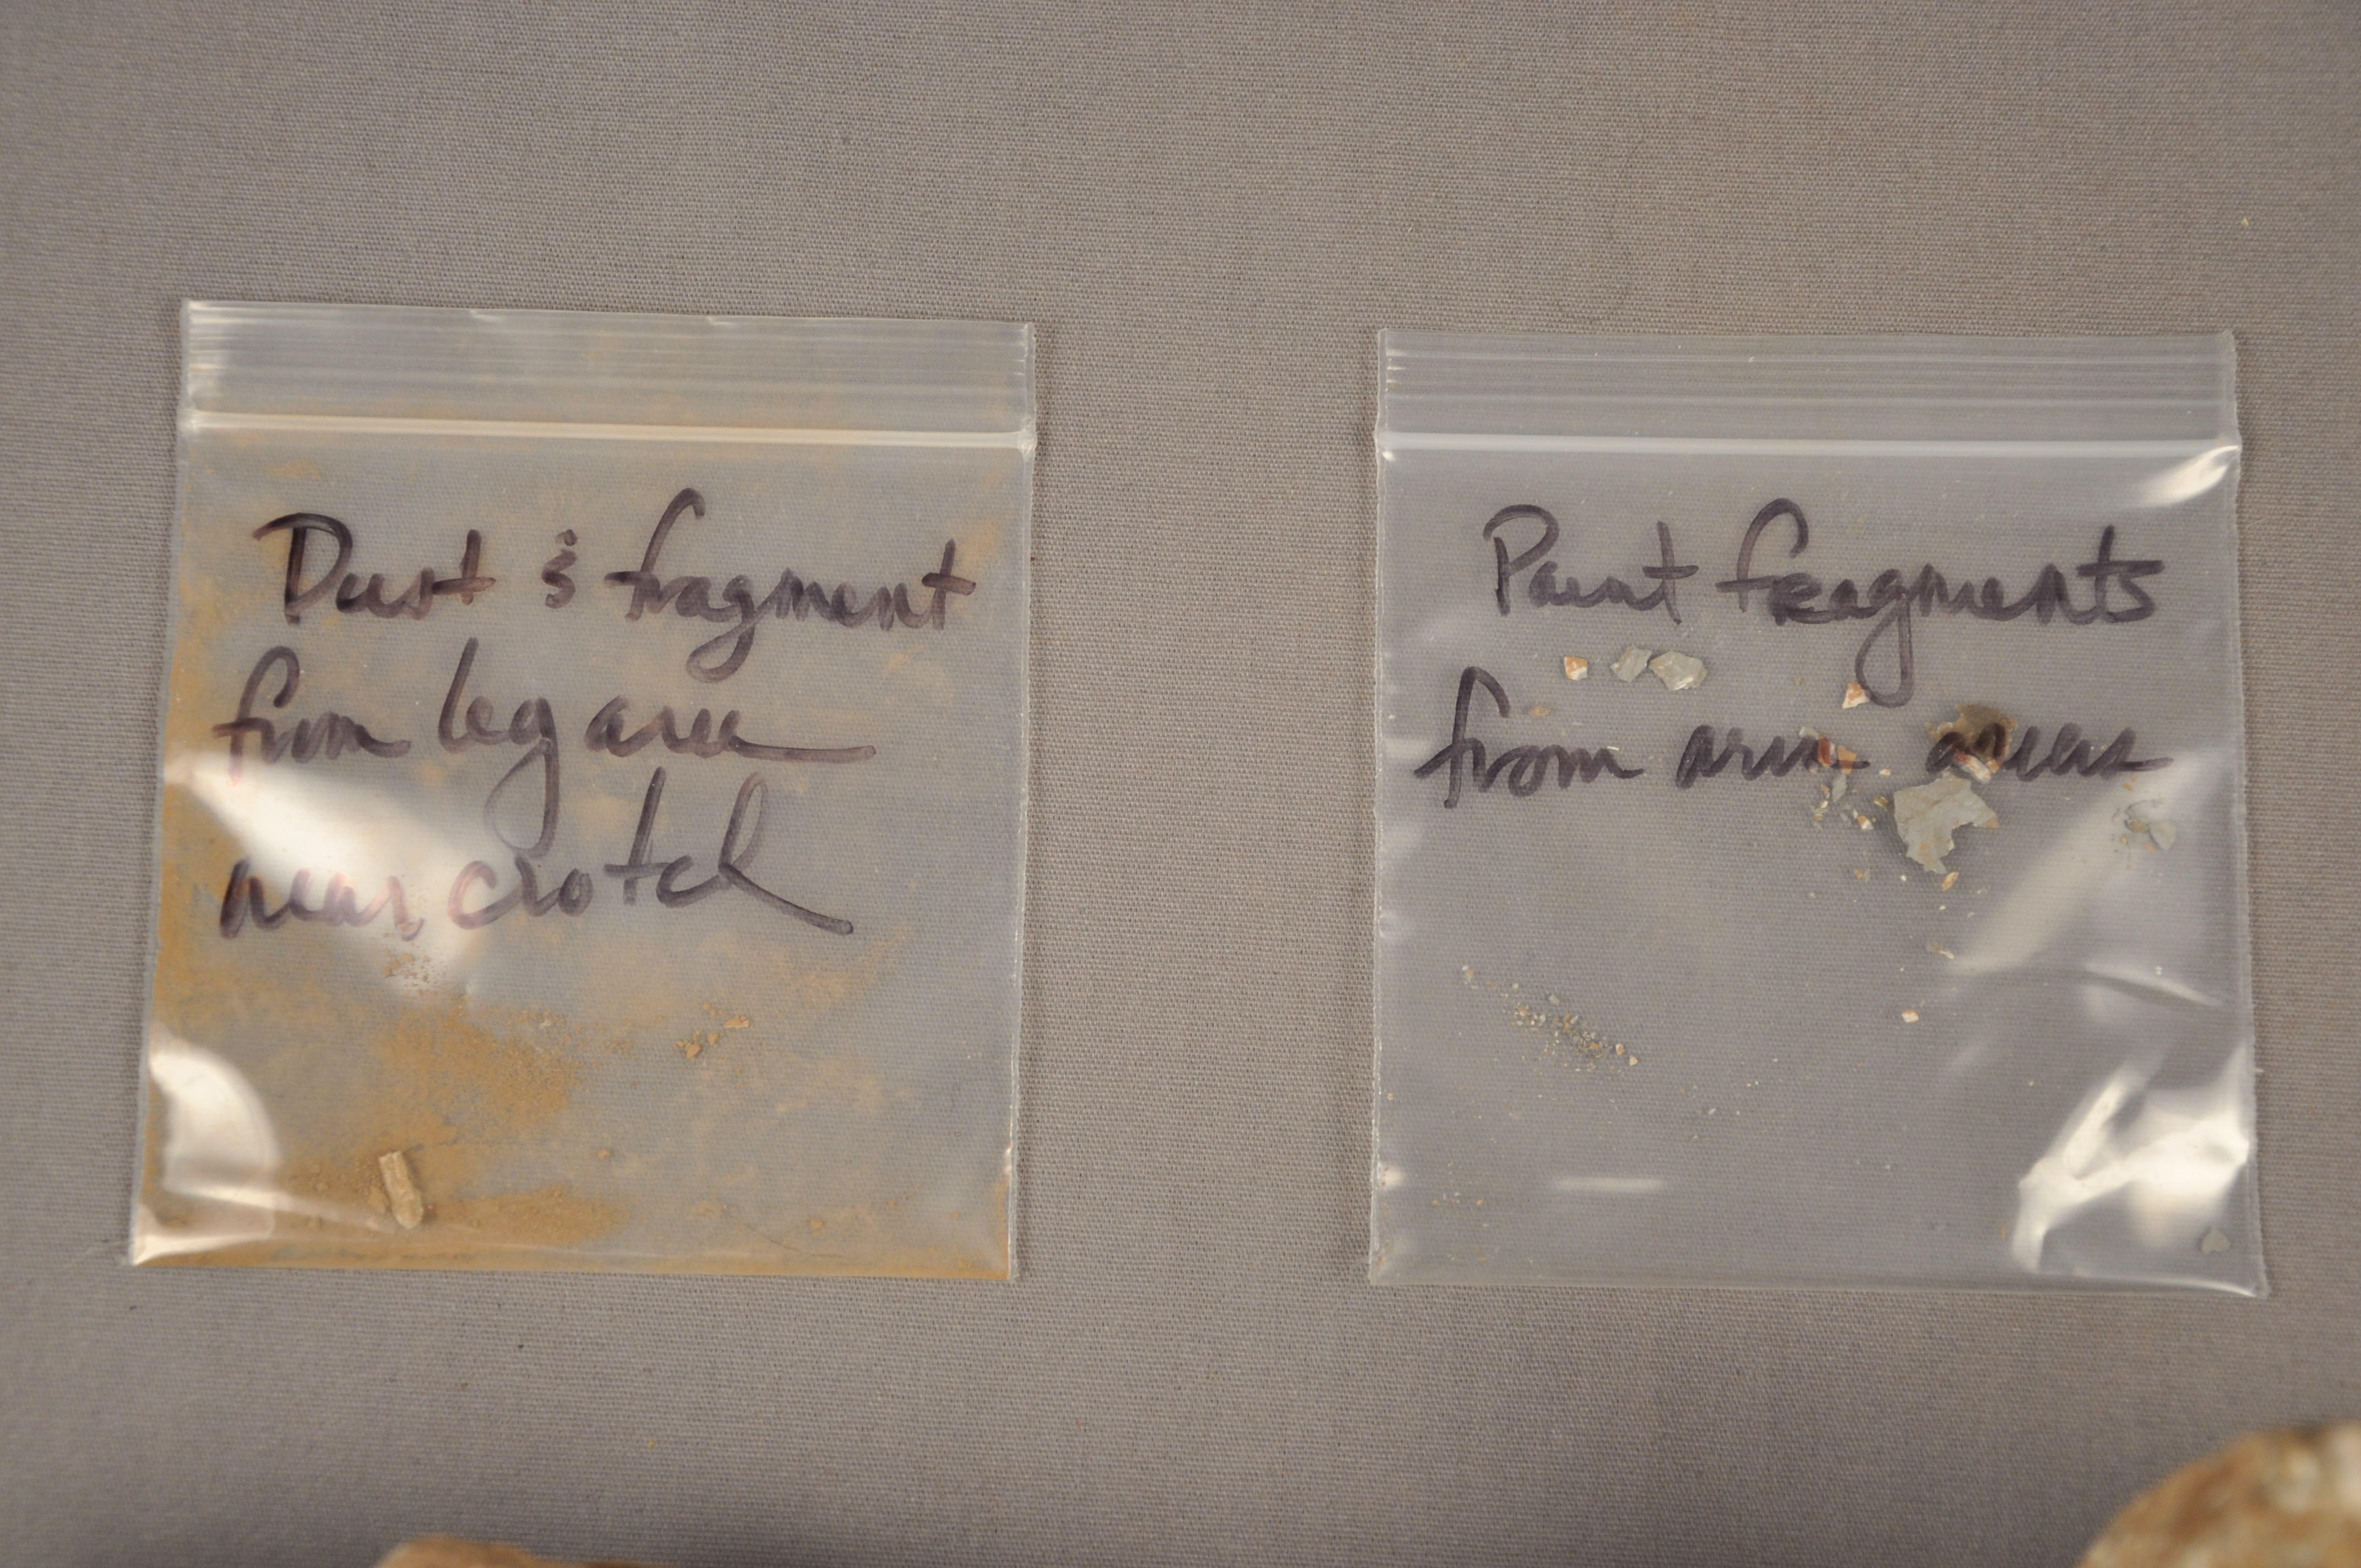 Dust & fragment
from leg area
near crotch
Paint fragments
from arm areas